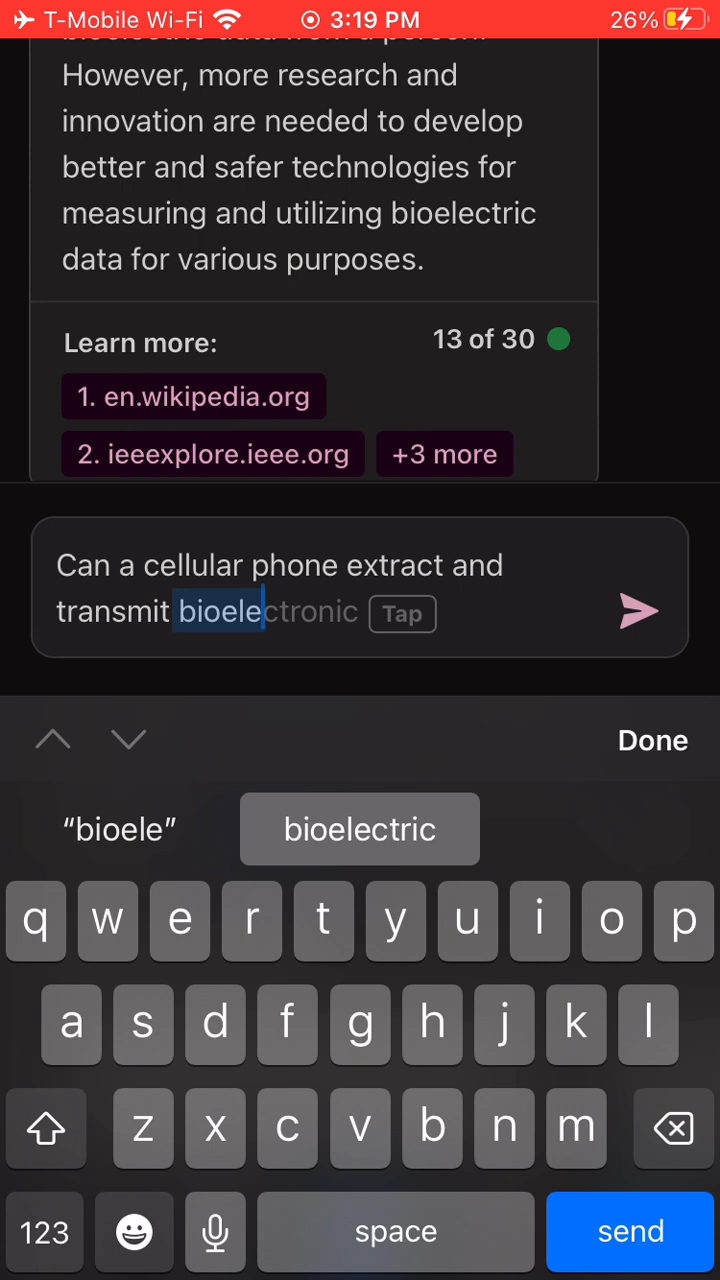 T-Mobile Wi-Fi 3:19 PM 26%
However, more research and
innovation are needed to develop
better and safer technologies for
measuring and utilizing bioelectric
data for various purposes.
Learn more: 13 of 30
1. en.wikipedia.org
2. ieeexplore.ieee.org +3 more
Can a cellular phone extract and
transmit bioelectronic Tap
Done
“bioele” bioelectric
q w e r t y u i o p
a s d f g h j k l
z x c v b n m
123 space send